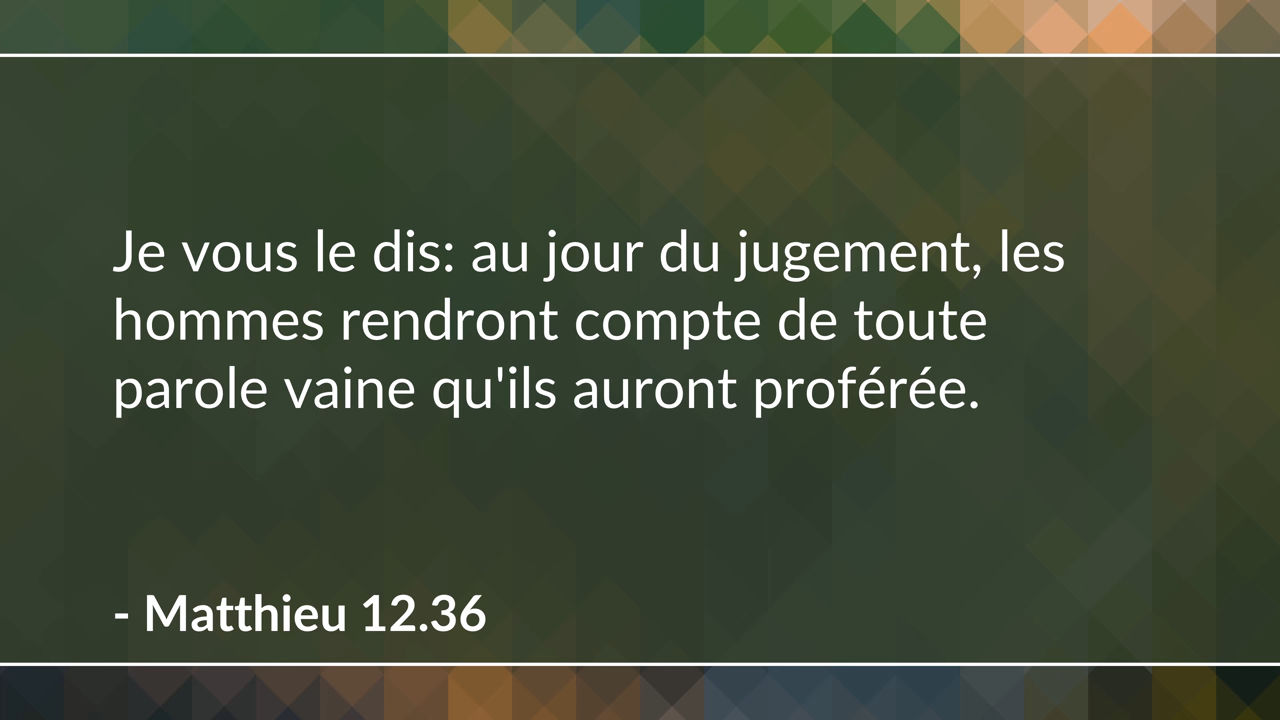 Je vous le dis: au jour du jugement, les
hommes rendront compte de toute
parole vaine qu'ils auront proférée.
- Matthieu 12.36